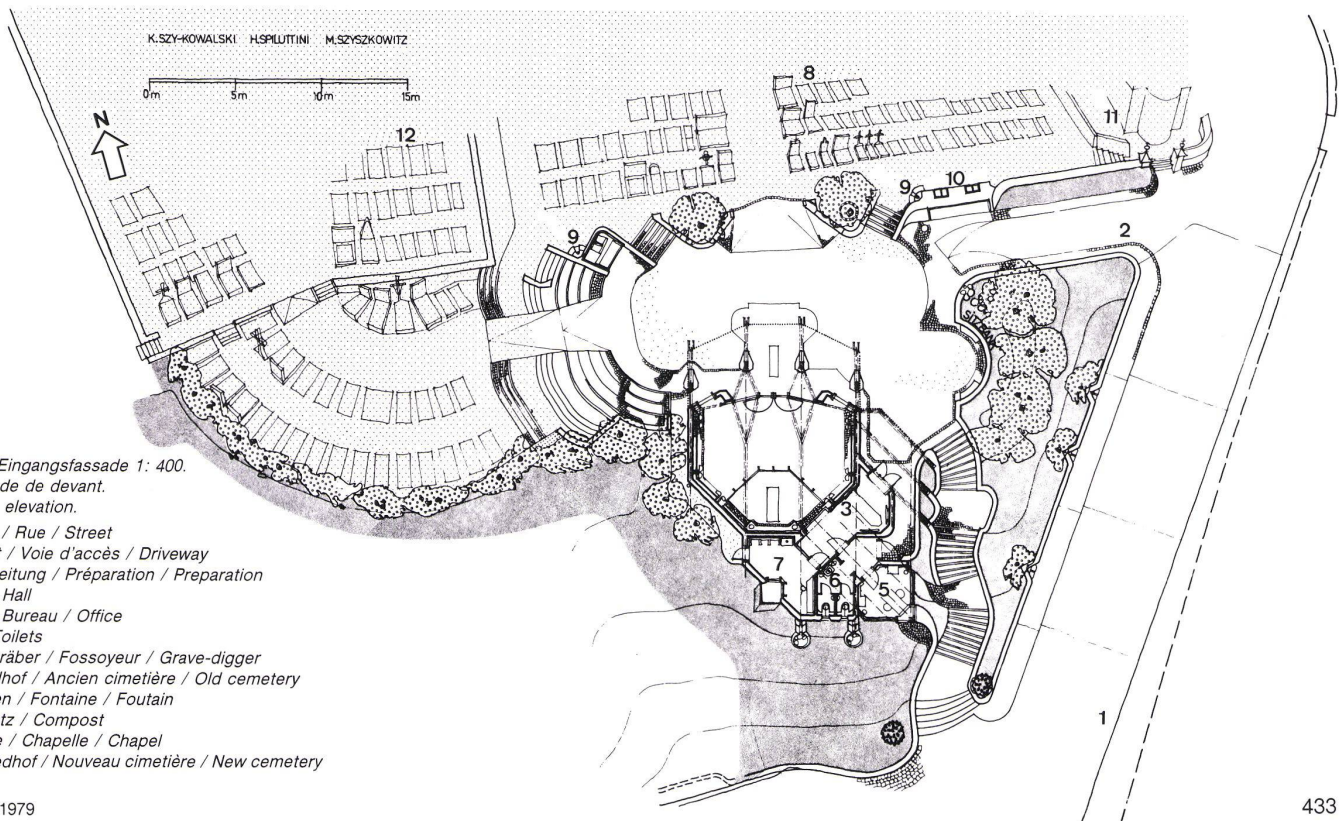 K.SZY-KOWALSKI H.SPILUTTINI M.SZYSZKOWITZ
0m 5m 10m 15m
N
12
8
11
9
10
2
9
SITZEN
3
7
6
5
1
Eingangsfassade 1: 400.
de de devant.
elevation.
/ Rue / Street
/ Voie d'accès / Driveway
eitung / Préparation / Preparation
Hall
Bureau / Office
Toilets
räber / Fossoyeur / Grave-digger
lhof / Ancien cimetière / Old cemetery
en / Fontaine / Foutain
tz / Compost
e / Chapelle / Chapel
edhof / Nouveau cimetière / New cemetery
1979
433